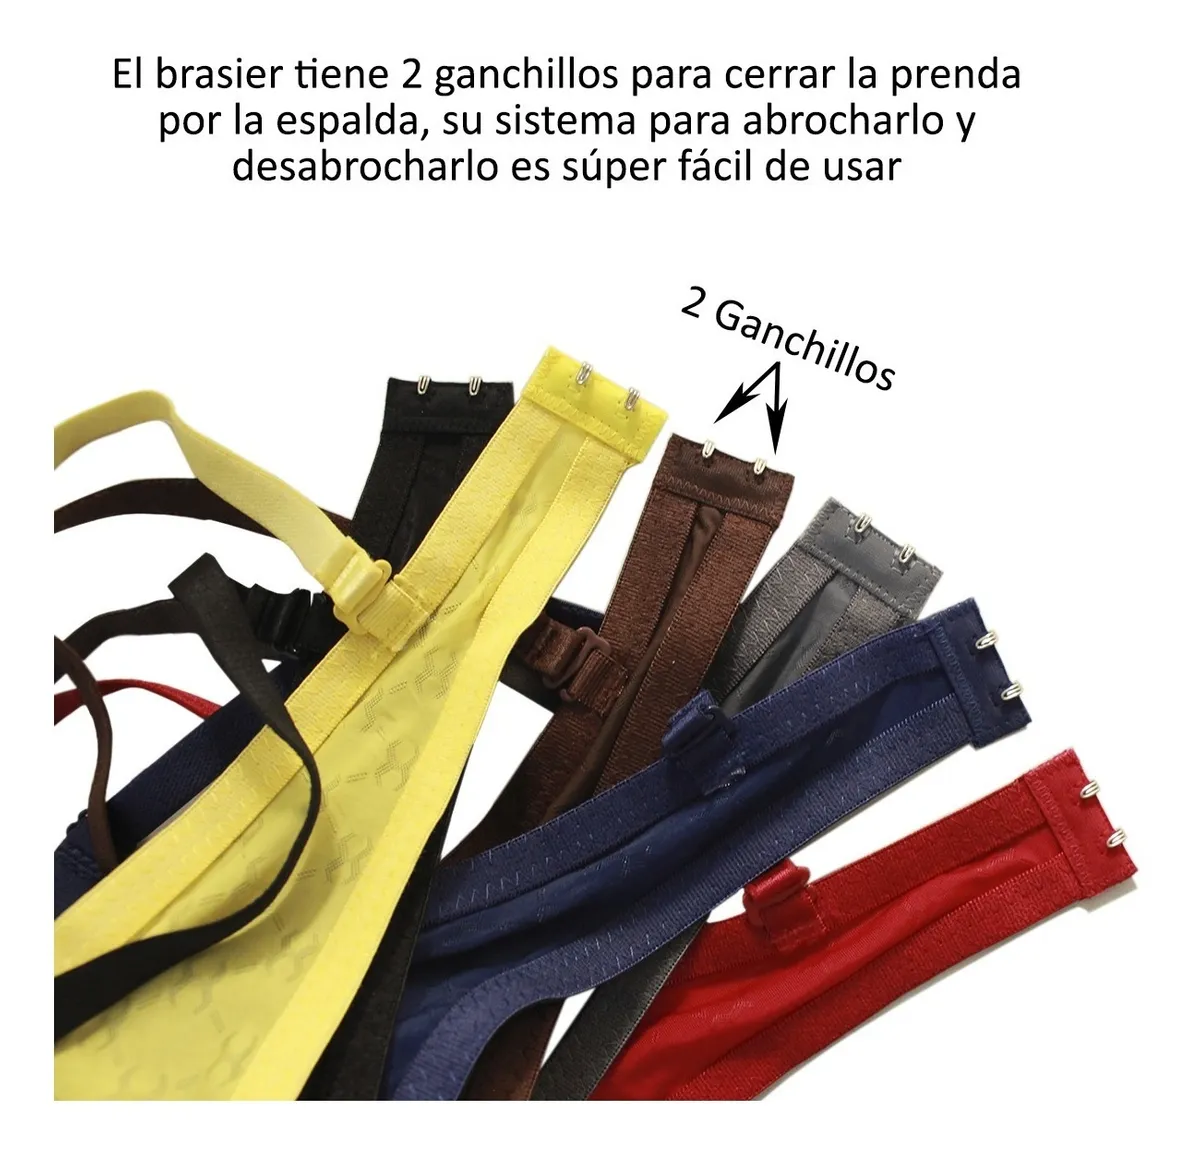 El brasier tiene 2 ganchillos para cerrar la prenda
por la espalda, su sistema para abrocharlo y
desabrocharlo es súper fácil de usar
2 Ganchillos